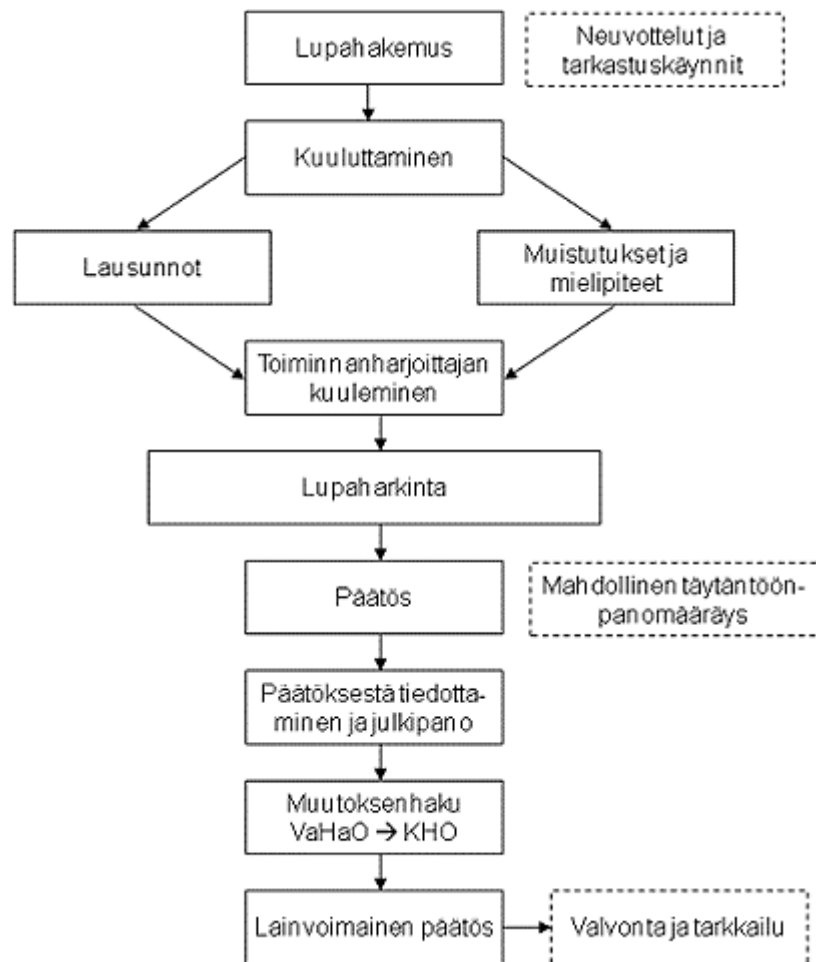 Lupahakemus
Neuvottelut ja
tarkastuskäynnit
Kuuluttaminen
Lausunnot
Muistutukset ja
mielipiteet
Toiminnanharjoittajan
kuuleminen
Lupaharkinta
Päätös
Mahdollinen täytäntöön-
panomääräys
Päätöksestä tiedotta-
minen ja julkipano
Muutoksenhaku
VaHaO → KHO
Lainvoimainen päätös
Valvonta ja tarkkailu